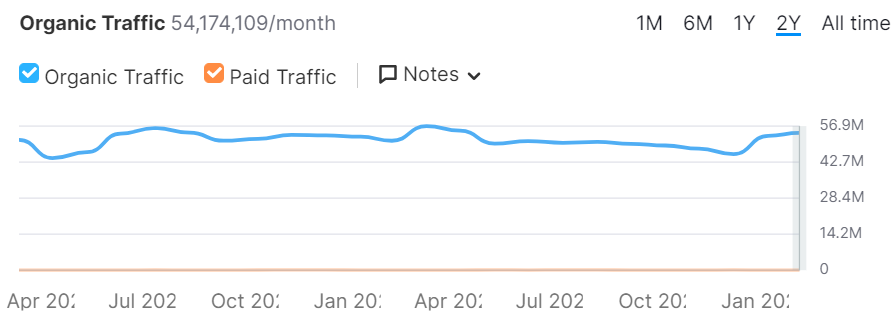 Organic Traffic 54,174,109/month 1M 6M 1Y 2Y All time
Organic Traffic Paid Traffic Notes
56.9M
42.7M
28.4M
14.2M
0
Apr 202 Jul 202 Oct 202 Jan 202 Apr 202 Jul 202 Oct 202 Jan 202